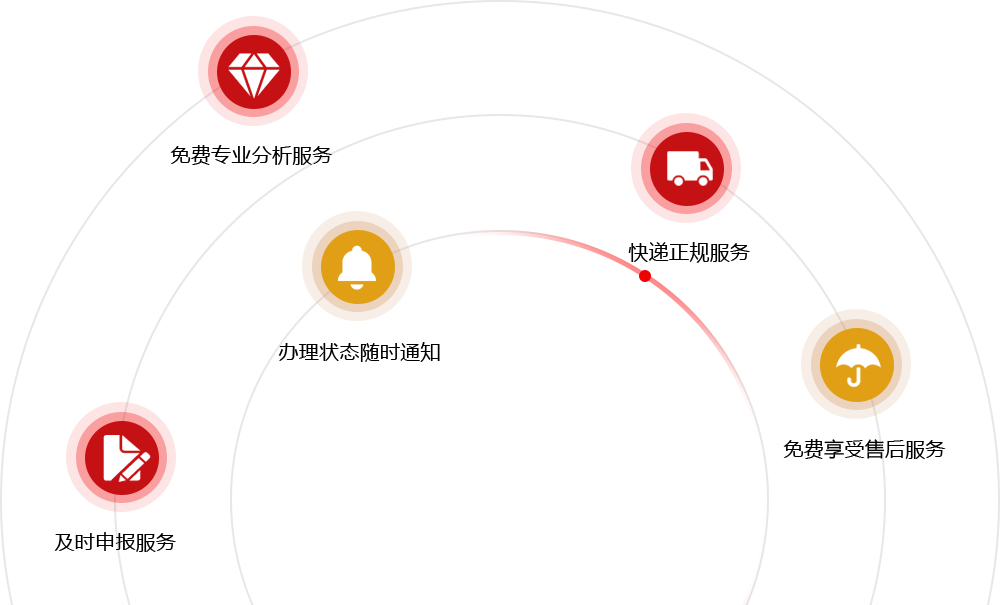 免费专业分析服务
快递正规服务
办理状态随时通知
免费享受售后服务
及时申报服务